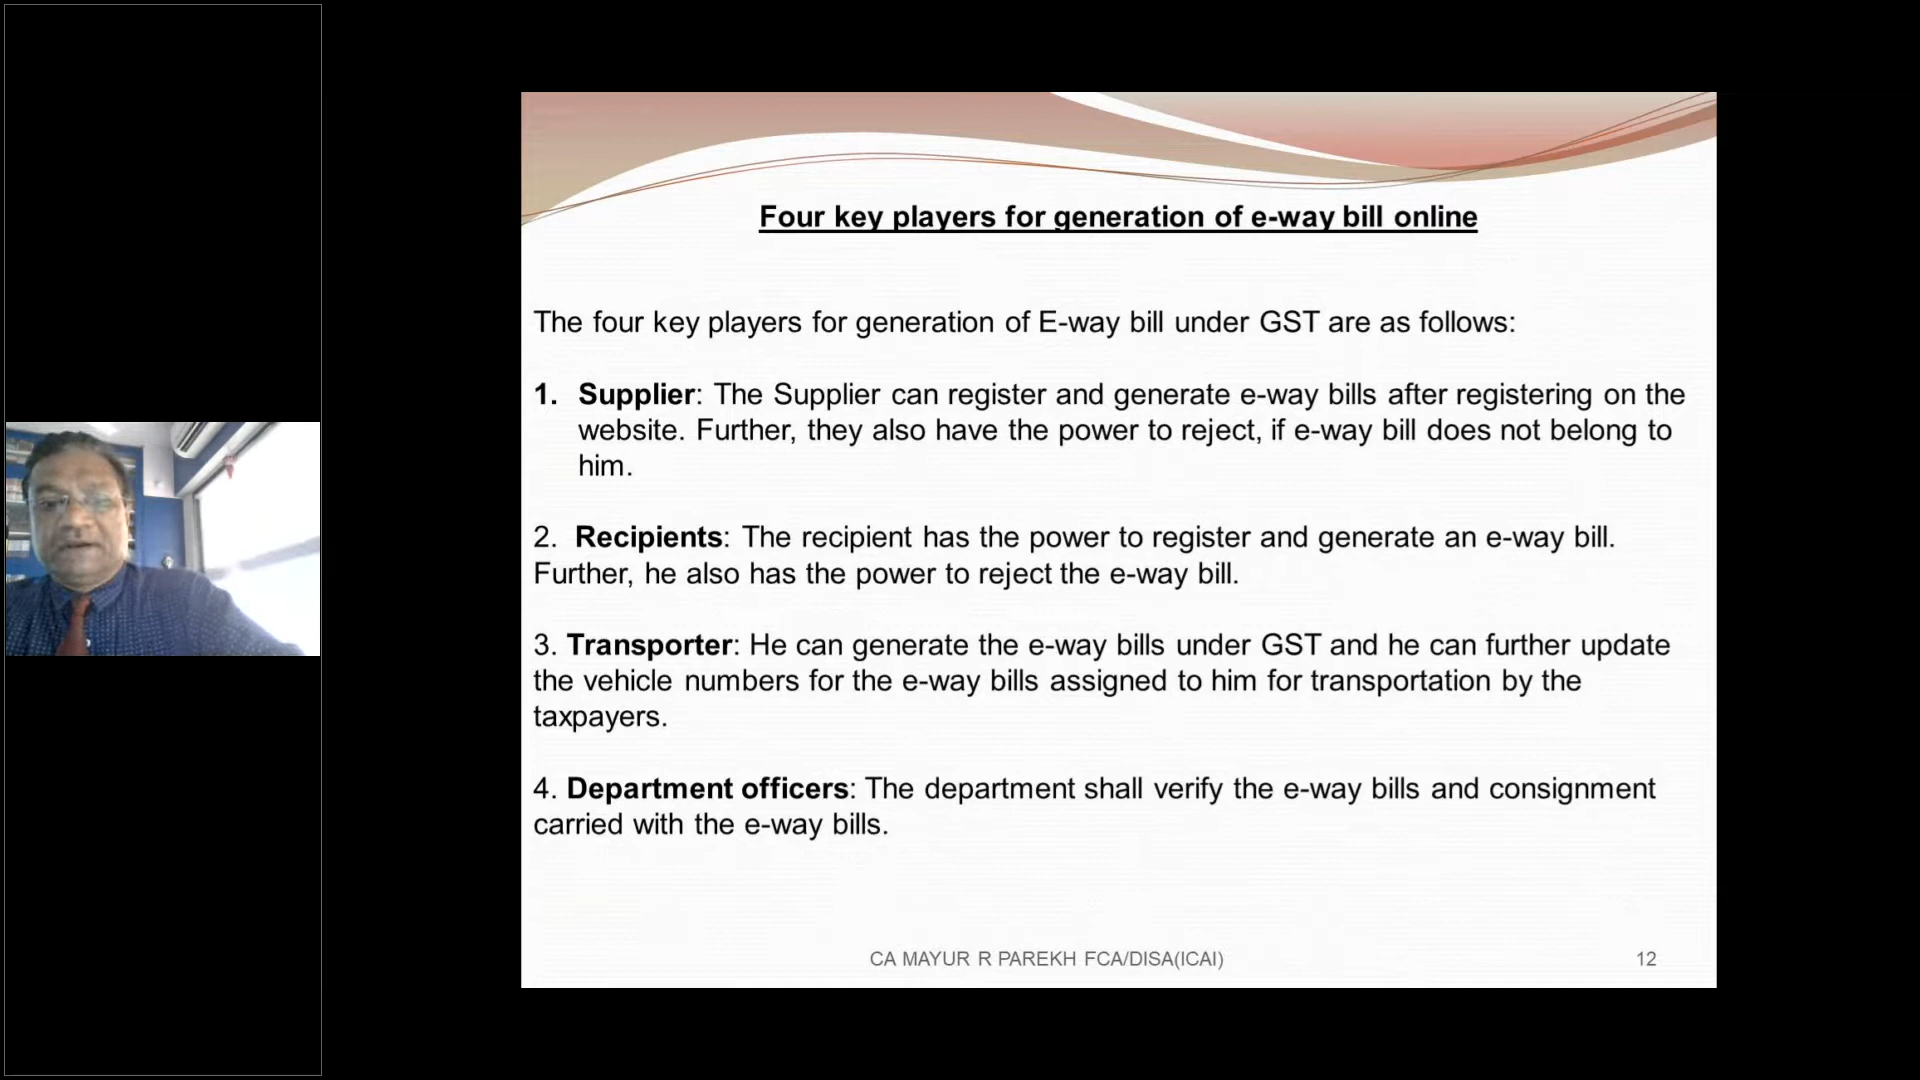 Four key players for generation of e-way bill online
The four key players for generation of E-way bill under GST are as follows:
1. Supplier: The Supplier can register and generate e-way bills after registering on the
website. Further, they also have the power to reject, if e-way bill does not belong to
him.
2. Recipients: The recipient has the power to register and generate an e-way bill.
Further, he also has the power to reject the e-way bill.
3. Transporter: He can generate the e-way bills under GST and he can further update
the vehicle numbers for the e-way bills assigned to him for transportation by the
taxpayers.
4. Department officers: The department shall verify the e-way bills and consignment
carried with the e-way bills.
CA MAYUR R PAREKH FCA/DISA(ICAI)
12